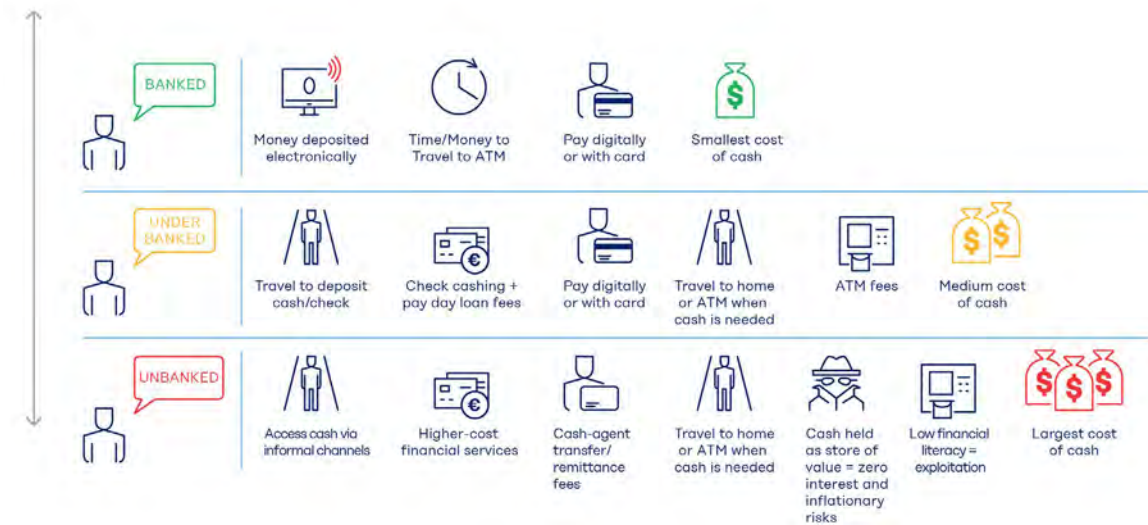 BANKED
Money deposited
electronically
Time/Money to
Travel to ATM
Pay digitally
or with card
$
Smallest cost
of cash
UNDER
BANKED
Travel to deposit
cash/check
€
Check cashing +
pay day loan fees
Pay digitally
or with card
Travel to home
or ATM when
cash is needed
ATM fees
$ $
Medium cost
of cash
UNBANKED
Access cash via
informal channels
€
Higher-cost
financial services
Cash-agent
transfer/
remittance
fees
Travel to home
or ATM when
cash is needed
Cash held
as store of
value = zero
interest and
inflationary
risks
Low financial
literacy =
exploitation
$ $ $
Largest cost
of cash